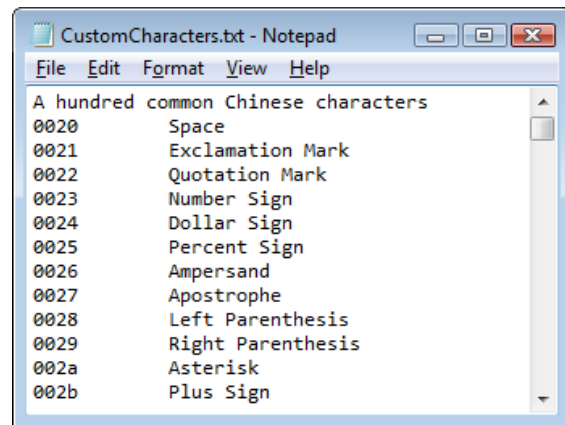 CustomCharacters.txt - Notepad
File Edit Format View Help
A hundred common Chinese characters
0020 Space
0021 Exclamation Mark
0022 Quotation Mark
0023 Number Sign
0024 Dollar Sign
0025 Percent Sign
0026 Ampersand
0027 Apostrophe
0028 Left Parenthesis
0029 Right Parenthesis
002a Asterisk
002b Plus Sign